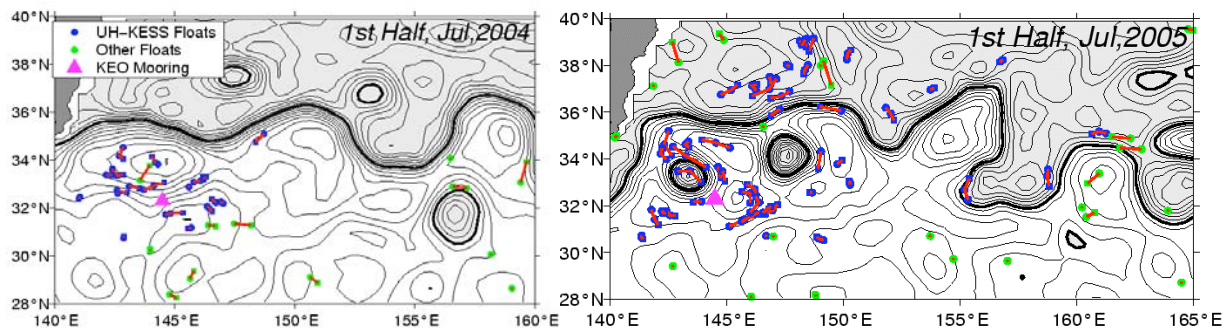 40°N
1st Half, Jul,2004
UH-KESS Floats
Other Floats
KEO Mooring
38°N
36°N
34°N
32°N
30°N
28°N
140°E 145°E 150°E 155°E 160°E
40°N
1st Half, Jul,2005
38°N
36°N
34°N
32°N
30°N
28°N
140°E 145°E 150°E 155°E 160°E 165°E